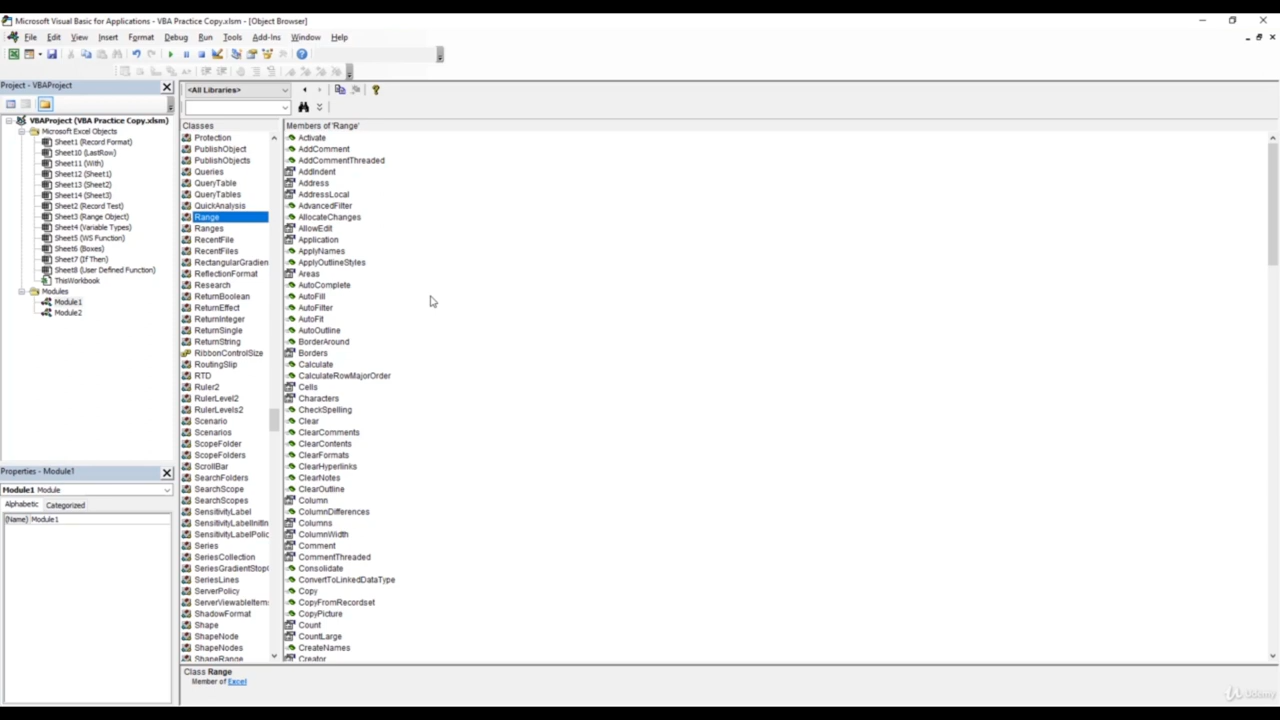 Microsoft Visual Basic for Applications - VBA Practice Copy.xlsm - [Object Browser]
File Edit View Insert Format Debug Run Tools Add-Ins Window Help
Project - VBAProject
VBAProject (VBA Practice Copy.xlsm)
Microsoft Excel Objects
Sheet1 (Record Format)
Sheet10 (LastRow)
Sheet11 (With)
Sheet12 (Sheet1)
Sheet13 (Sheet2)
Sheet14 (Sheet3)
Sheet2 (Record Test)
Sheet3 (Range Object)
Sheet4 (Variable Types)
Sheet5 (WS Function)
Sheet6 (Boxes)
Sheet7 (If Then)
Sheet8 (User Defined Function)
ThisWorkbook
Modules
Module1
Module2
Properties - Module1
Module1 Module
Alphabetic Categorized
(Name) Module1
<All Libraries>
Classes
Protection
PublishObject
PublishObjects
Queries
QueryTable
QueryTables
QuickAnalysis
Range
Ranges
RecentFile
RecentFiles
RectangularGradien
ReflectionFormat
Research
ReturnBoolean
ReturnEffect
ReturnInteger
ReturnSingle
ReturnString
RibbonControlSize
RoutingSlip
RTD
Ruler2
RulerLevel2
RulerLevels2
Scenario
Scenarios
ScopeFolder
ScopeFolders
ScrollBar
SearchFolders
SearchScope
SearchScopes
SensitivityLabel
SensitivityLabelInitIn
SensitivityLabelPolic
Series
SeriesCollection
SeriesGradientStop
SeriesLines
ServerPolicy
ServerViewableItem
ShadowFormat
Shape
ShapeNode
ShapeNodes
ShapeRange
Members of 'Range'
Activate
AddComment
AddCommentThreaded
AddIndent
Address
AddressLocal
AdvancedFilter
AllocateChanges
AllowEdit
Application
ApplyNames
ApplyOutlineStyles
Areas
AutoComplete
AutoFill
AutoFilter
AutoFit
AutoOutline
BorderAround
Borders
Calculate
CalculateRowMajorOrder
Cells
Characters
CheckSpelling
Clear
ClearComments
ClearContents
ClearFormats
ClearHyperlinks
ClearNotes
ClearOutline
Column
ColumnDifferences
Columns
ColumnWidth
Comment
CommentThreaded
Consolidate
ConvertToLinkedDataType
Copy
CopyFromRecordset
CopyPicture
Count
CountLarge
CreateNames
Creator
Class Range
Member of Excel
Udemy